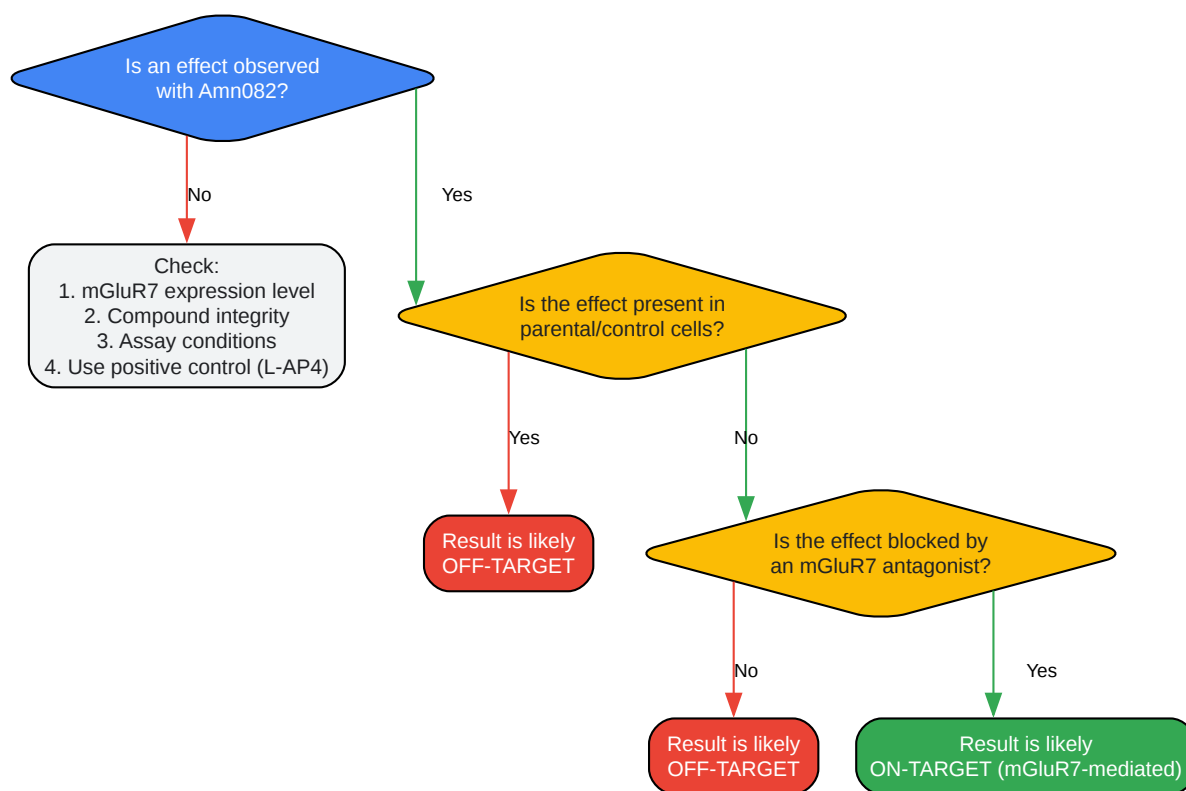 Is an effect observed
with Amn082?
No
Yes
Check:
1. mGluR7 expression level
2. Compound integrity
3. Assay conditions
4. Use positive control (L-AP4)
Is the effect present in
parental/control cells?
Yes
No
Result is likely
OFF-TARGET
Is the effect blocked by
an mGluR7 antagonist?
No
Yes
Result is likely
OFF-TARGET
Result is likely
ON-TARGET (mGluR7-mediated)